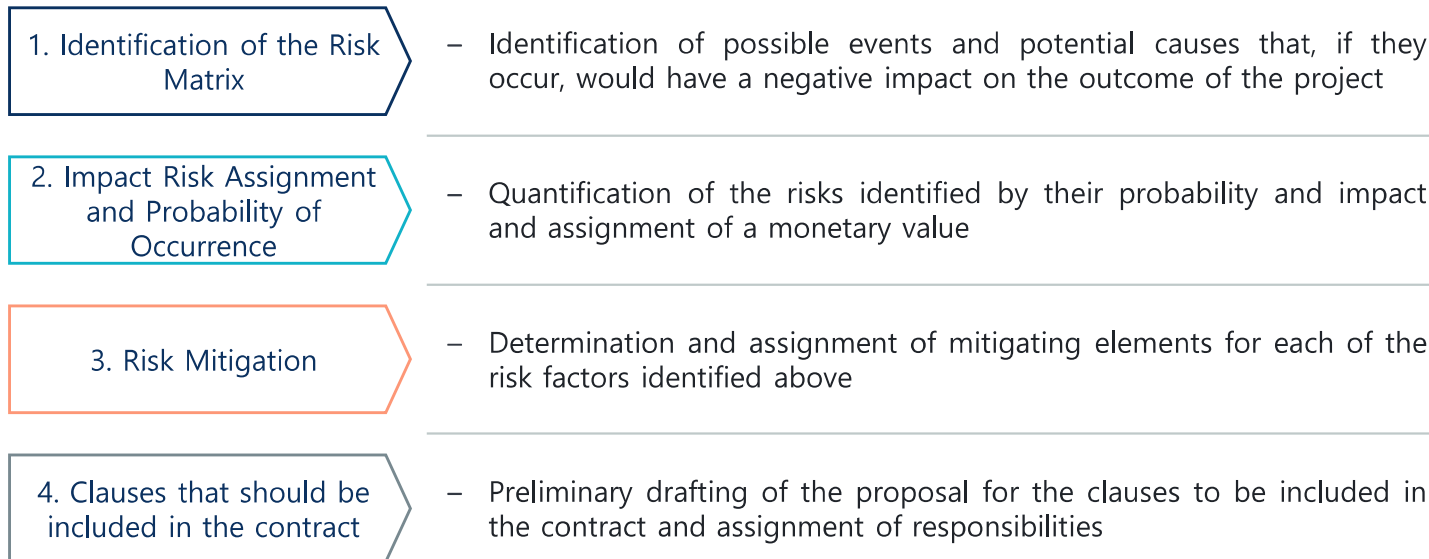 1. Identification of the Risk
Matrix
– Identification of possible events and potential causes that, if they
occur, would have a negative impact on the outcome of the project
2. Impact Risk Assignment
and Probability of
Occurrence
– Quantification of the risks identified by their probability and impact
and assignment of a monetary value
3. Risk Mitigation
– Determination and assignment of mitigating elements for each of the
risk factors identified above
4. Clauses that should be
included in the contract
– Preliminary drafting of the proposal for the clauses to be included in
the contract and assignment of responsibilities